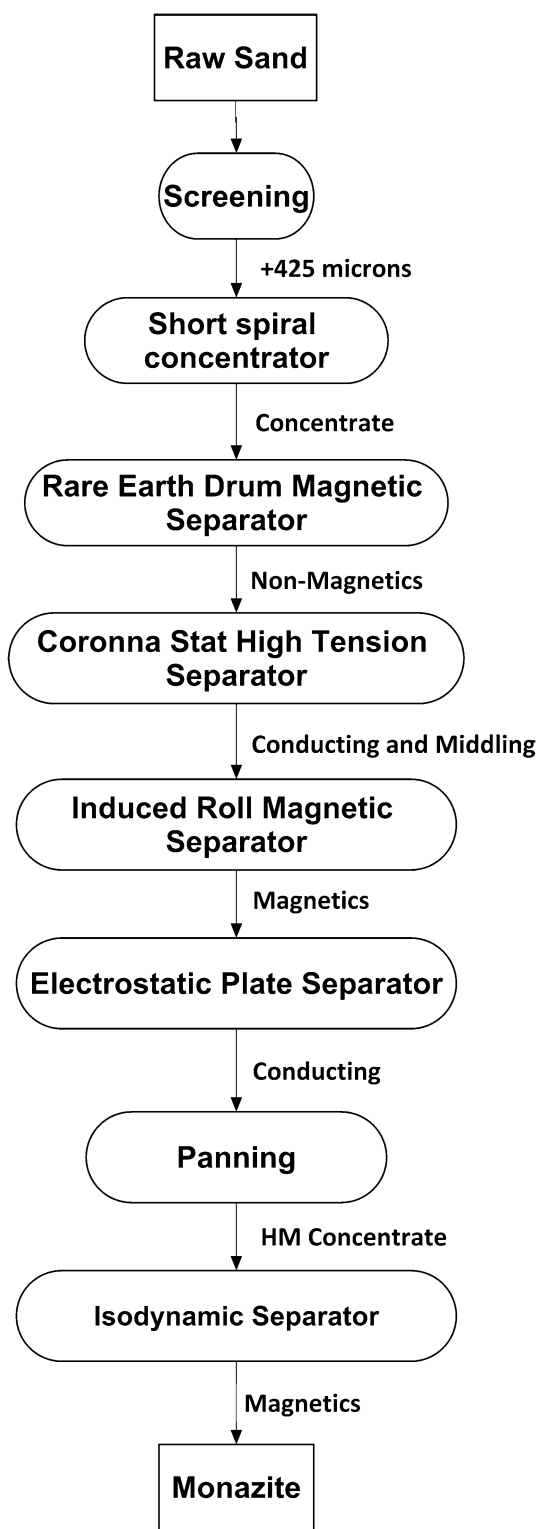 Raw Sand
Screening
+425 microns
Short spiral
concentrator
Concentrate
Rare Earth Drum Magnetic
Separator
Non-Magnetics
Coronna Stat High Tension
Separator
Conducting and Middling
Induced Roll Magnetic
Separator
Magnetics
Electrostatic Plate Separator
Conducting
Panning
HM Concentrate
Isodynamic Separator
Magnetics
Monazite